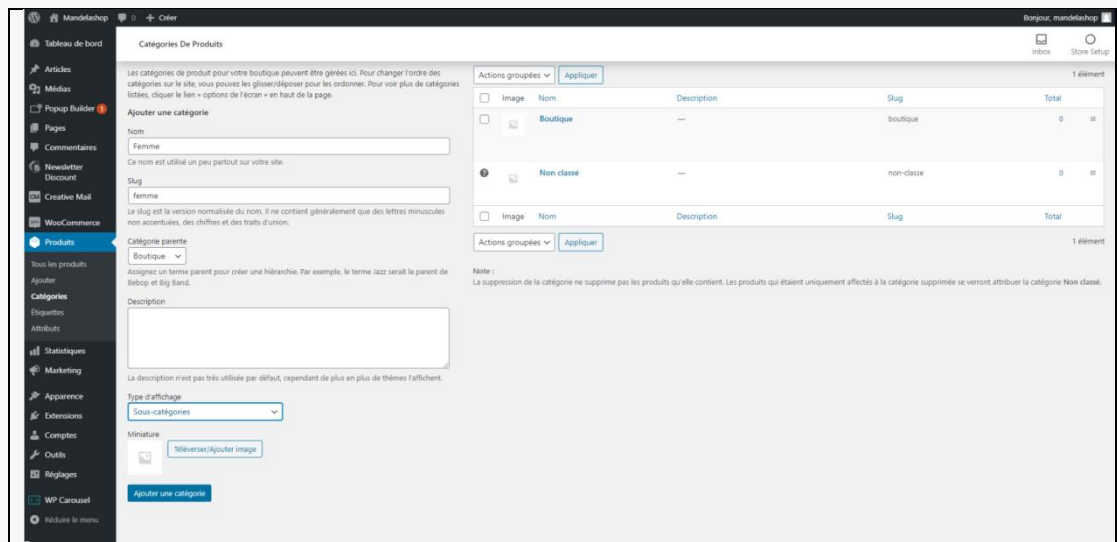 Mandelashop 0 + Créer Bonjour, mandelashop
Tableau de bord
Articles
Médias
Popup Builder 1
Pages
Commentaires
Newsletter
Discount
Creative Mail
WooCommerce
Produits
Tous les produits
Ajouter
Catégories
Étiquettes
Attributs
Statistiques
Marketing
Apparence
Extensions
Comptes
Outils
Réglages
WP Carousel
Réduire le menu
Catégories De Produits
Inbox Store Setup
Les catégories de produit pour votre boutique peuvent être gérées ici. Pour changer l'ordre des
catégories sur le site, vous pouvez les glisser/déposer pour les ordonner. Pour voir plus de catégories
listées, cliquer le lien « options de l'écran » en haut de la page.
Ajouter une catégorie
Nom
Femme
Ce nom est utilisé un peu partout sur votre site.
Slug
femme
Le slug est la version normalisée du nom. Il ne contient généralement que des lettres minuscules
non accentuées, des chiffres et des traits d'union.
Catégorie parente
Boutique
Assignez un terme parent pour créer une hiérarchie. Par exemple, le terme Jazz serait le parent de
Bebop et Big Band.
Description
La description n'est pas très utilisée par défaut, cependant de plus en plus de thèmes l'affichent.
Type d'affichage
Sous-catégories
Miniature
Téléverser/Ajouter image
Ajouter une catégorie
Actions groupées Appliquer 1 élément
Image Nom Description Slug Total
Boutique — boutique 0
Non classé — non-classe 0
Image Nom Description Slug Total
Actions groupées Appliquer 1 élément
Note :
La suppression de la catégorie ne supprime pas les produits qu'elle contient. Les produits qui étaient uniquement affectés à la catégorie supprimée se verront attribuer la catégorie Non classé.